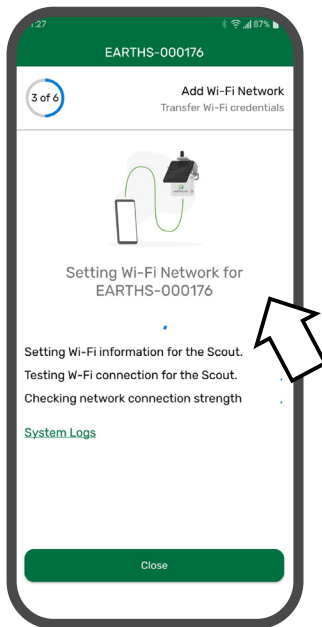 1:27
87%
EARTHS-000176
3 of 6
Add Wi-Fi Network
Transfer Wi-Fi credentials
Setting Wi-Fi Network for
EARTHS-000176
Setting Wi-Fi information for the Scout.
Testing W-Fi connection for the Scout.
Checking network connection strength
System Logs
Close